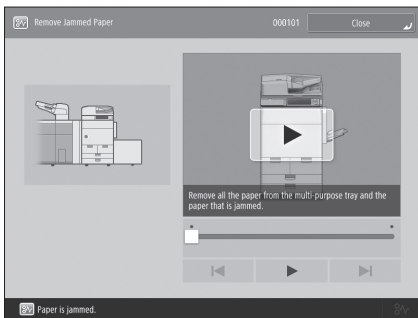 Remove Jammed Paper
000101
Close
Remove all the paper from the multi-purpose tray and the
paper that is jammed.
Paper is jammed.